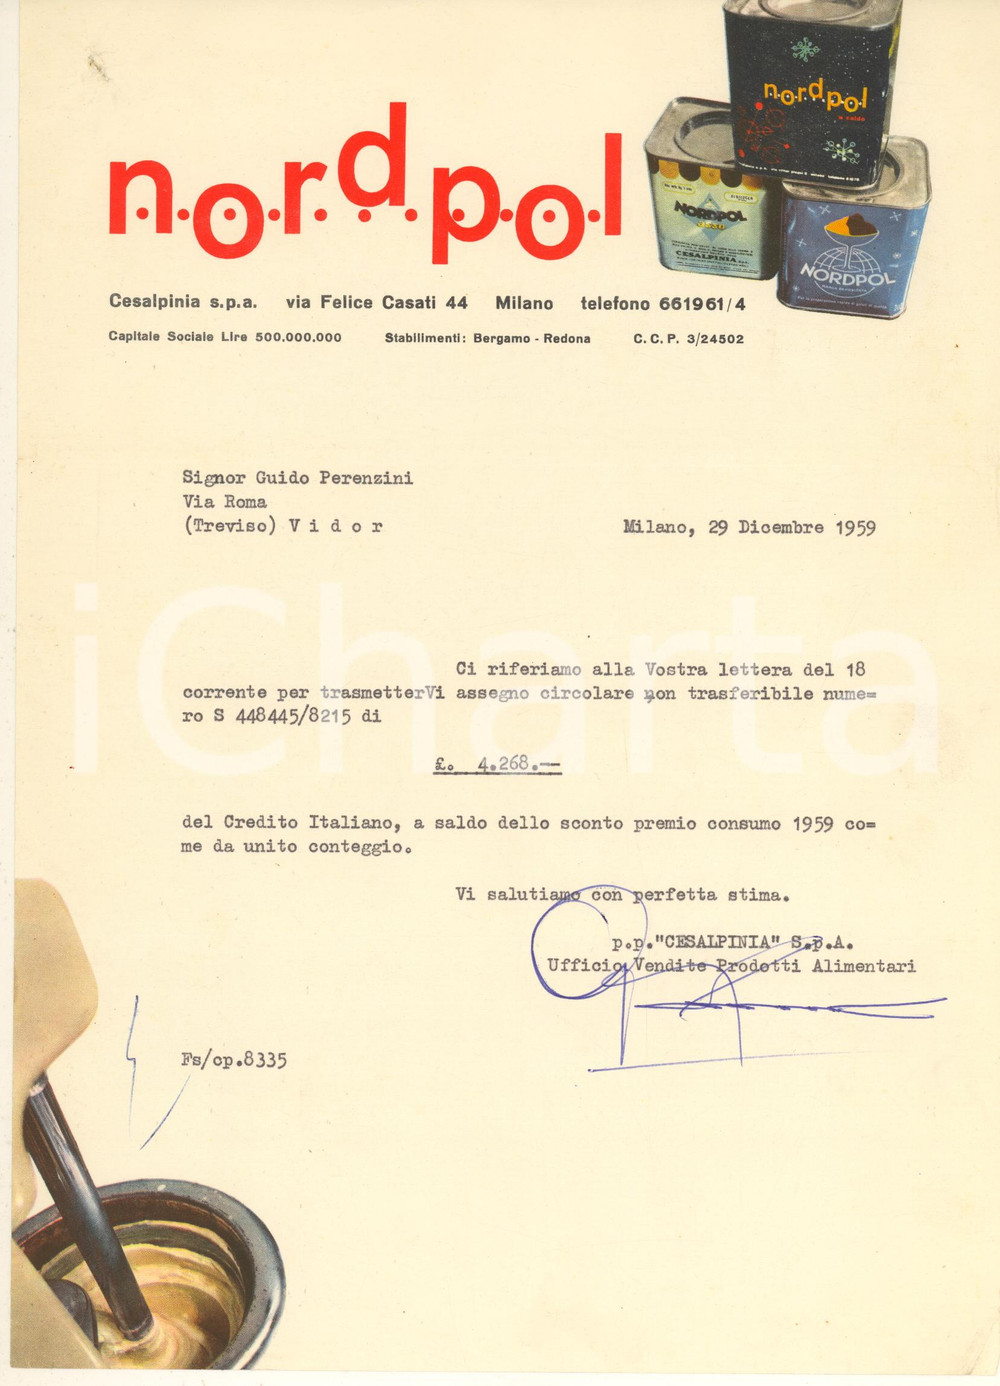 nordpol
nordpol
a caldo
NORDPOL
CESALPINIA S.p.A.
NORDPOL
Cesalpinia s.p.a. via Felice Casati 44 Milano telefono 661961/4
Capitale Sociale Lire 500.000.000 Stabilimenti: Bergamo - Redona C. C. P. 3/24502
Signor Guido Perenzini
Via Roma
(Treviso) V i d o r
Milano, 29 Dicembre 1959
iCharta
Ci riferiamo alla Vostra lettera del 18
corrente per trasmetterVi assegno circolare non trasferibile nume=
ro S 448445/8215 di
£. 4.268.--
del Credito Italiano, a saldo dello sconto premio consumo 1959 co=
me da unito conteggio.
Vi salutiamo con perfetta stima.
p.p."CESALPINIA" S.p.A.
Ufficio Vendite Prodotti Alimentari
Fs/cp.8335